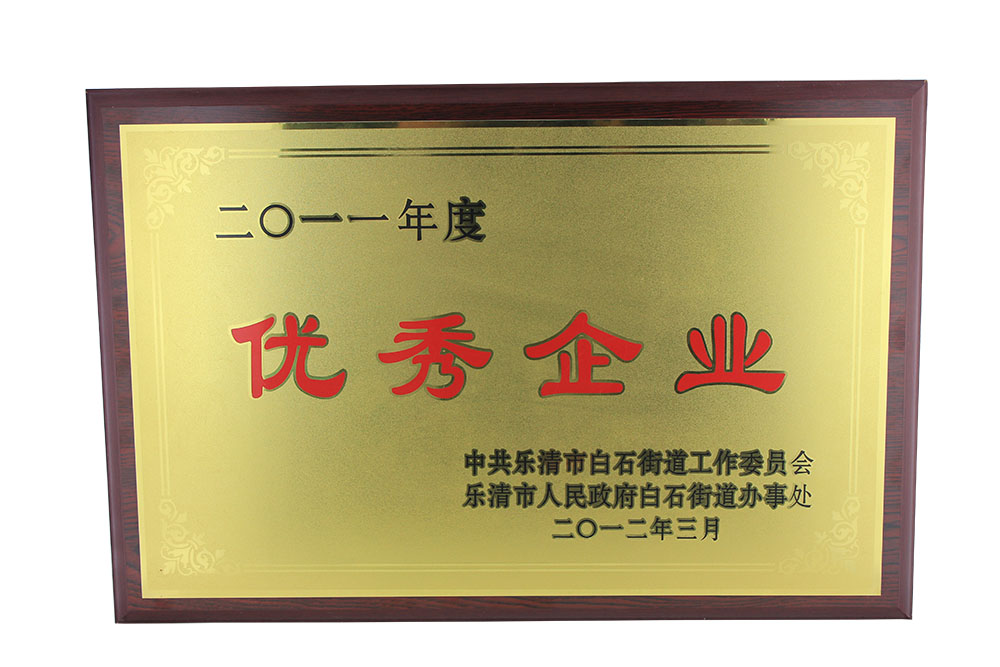 二〇一一年度
优秀企业
中共乐清市白石街道工作委员会
乐清市人民政府白石街道办事处
二〇一二年三月